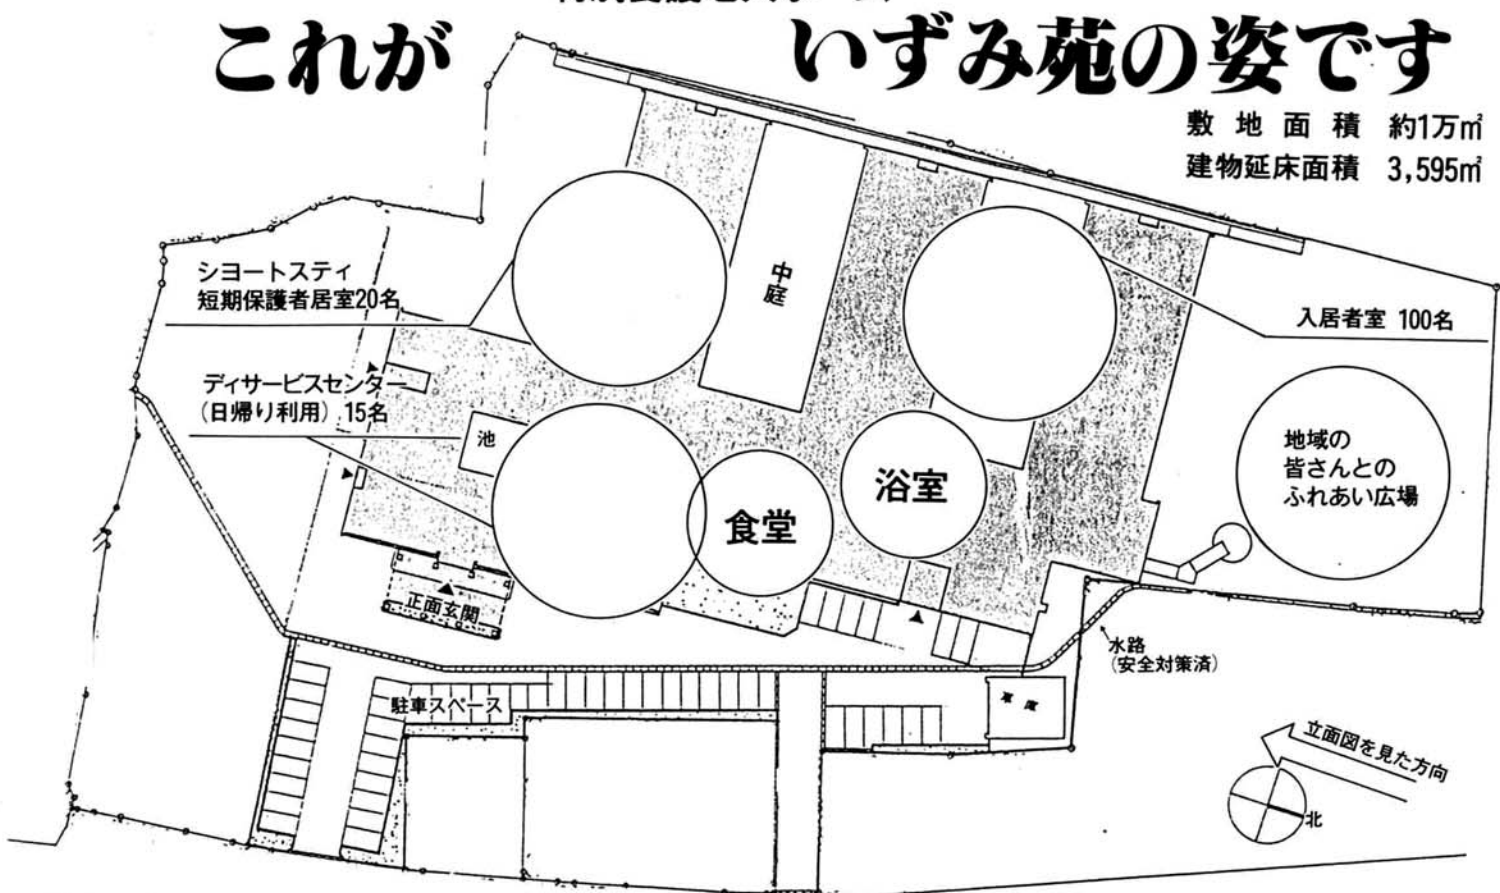 これが いずみ苑の姿です
敷地面積 約1万㎡
建物延床面積 3,595㎡
シヨートスティ
短期保護者居室20名
中庭
入居者室 100名
ディサービスセンター
(日帰り利用) 15名
池
地域の
皆さんとの
ふれあい広場
浴室
食堂
正面玄関
水路
(安全対策済)
駐車スペース
車庫
立面図を見た方向
北